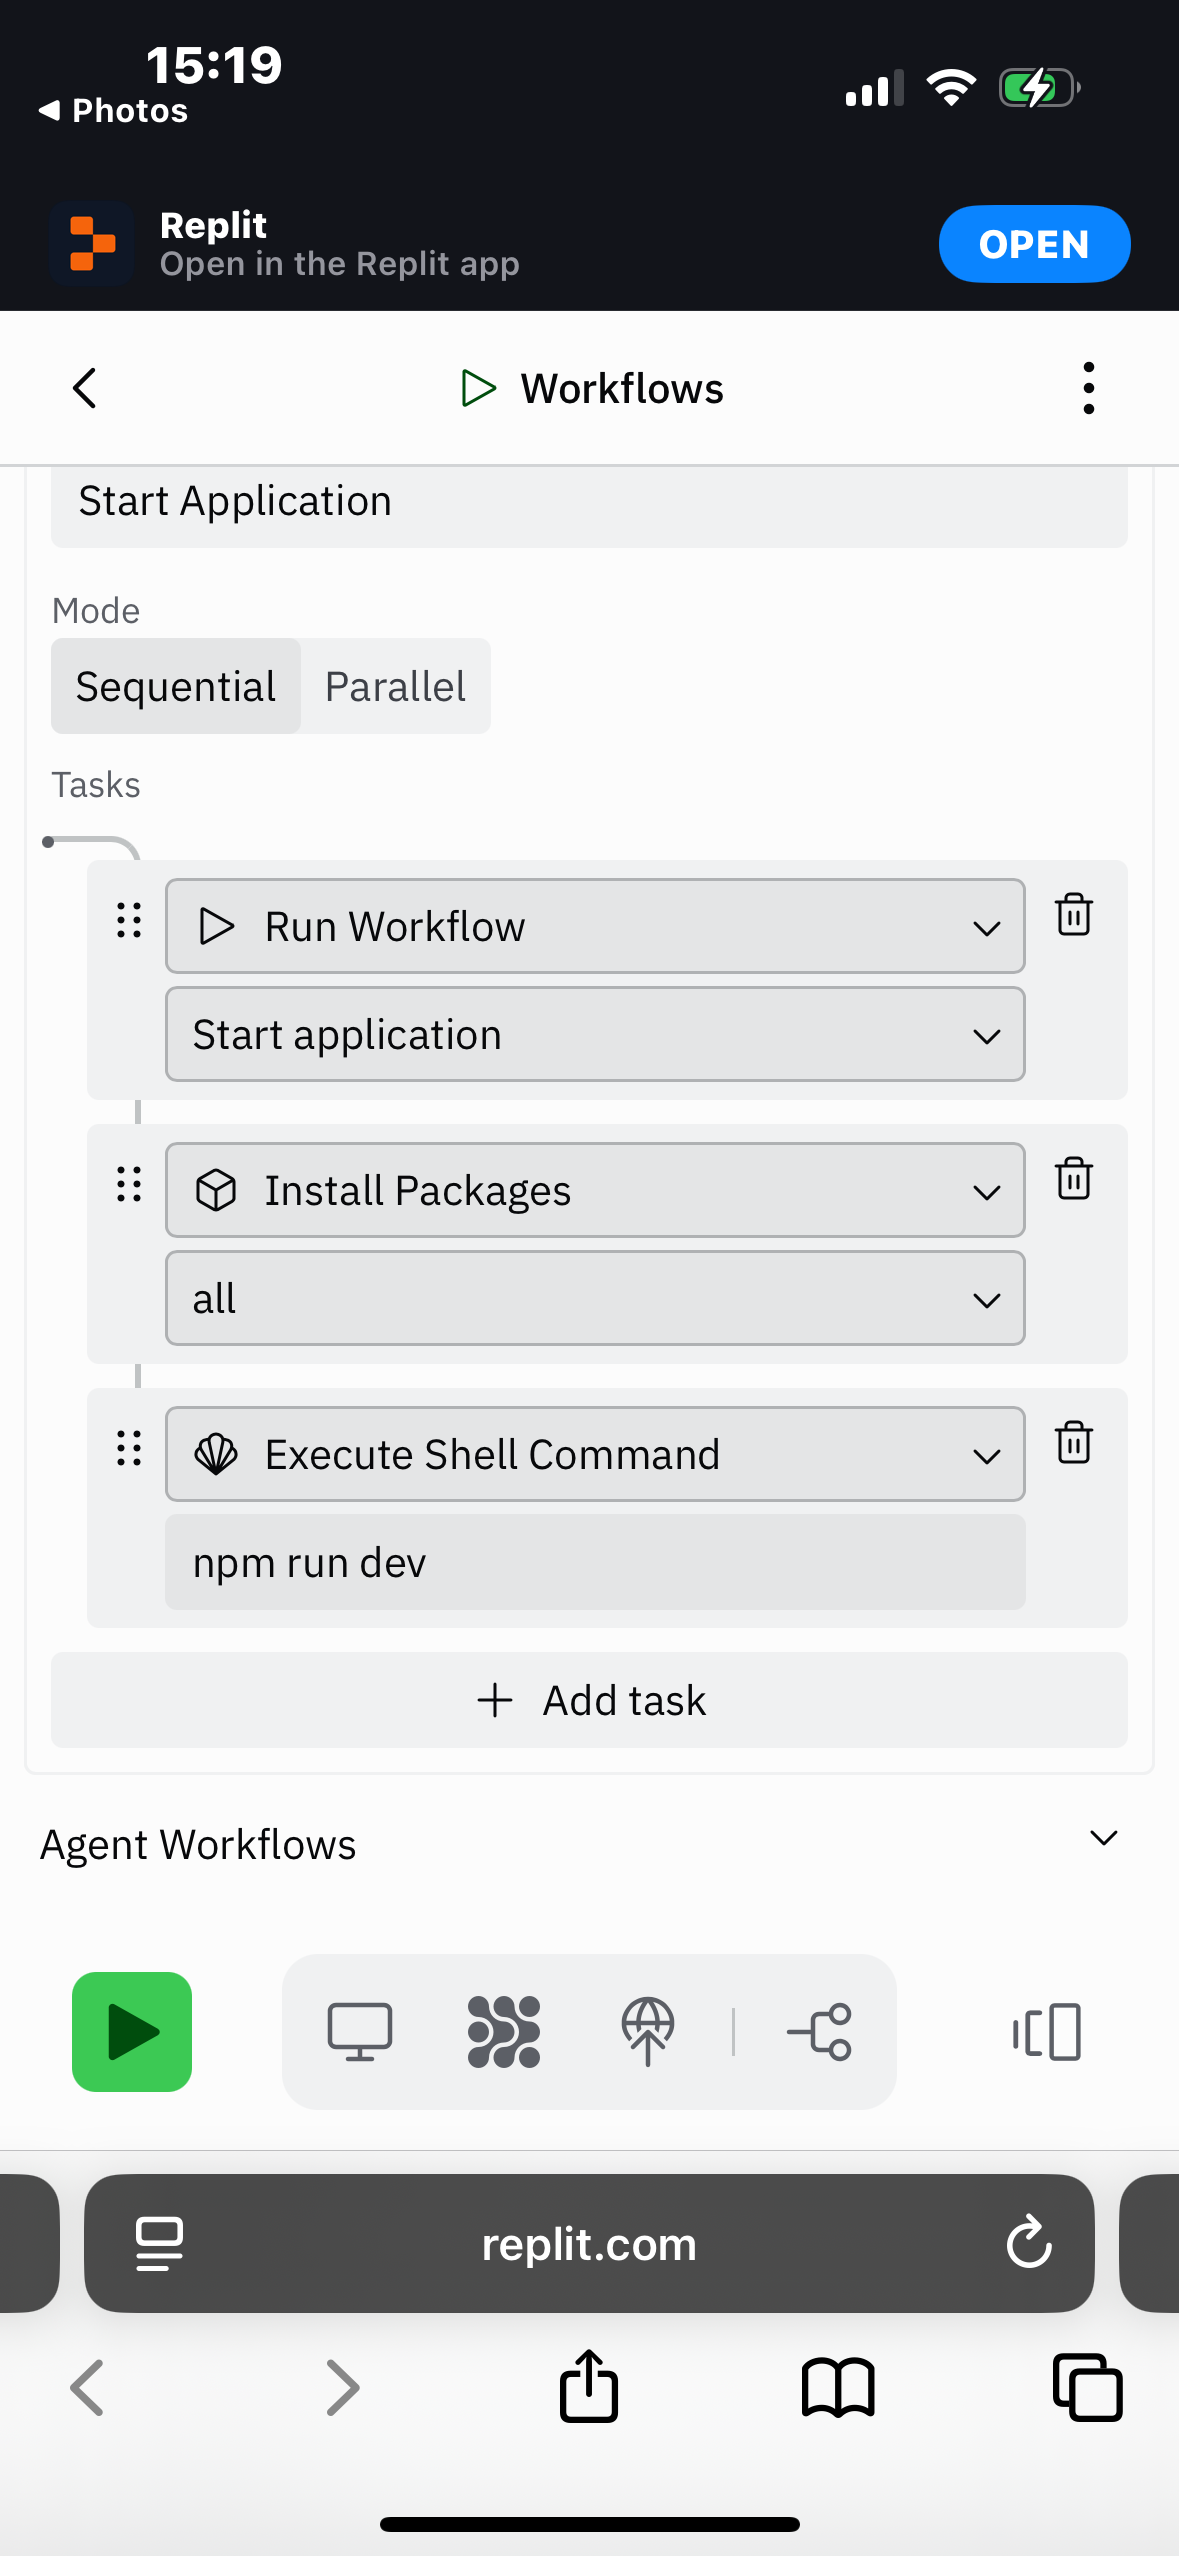 15:19
Photos
Replit
Open in the Replit app
OPEN
Workflows
Start Application
Mode
Sequential
Parallel
Tasks
Run Workflow
Start application
Install Packages
all
Execute Shell Command
npm run dev
Add task
Agent Workflows
replit.com